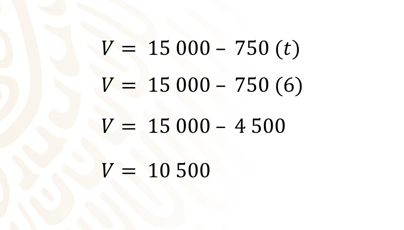 V = 15 000 – 750 (t)
V = 15 000 – 750 (6)
V = 15 000 – 4 500
V = 10 500